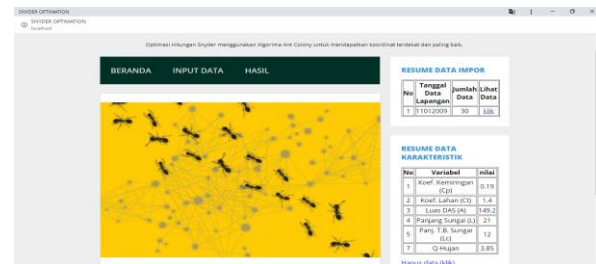 SNYDER OPTIMATION
SNYDER OPTIMATION
localhost
Optimasi Hitungan Snyder menggunakan Algorima Ant Colony untuk mendapatkan koordinat terdekat dan paling baik.
BERANDA INPUT DATA HASIL
RESUME DATA IMPOR
No Tanggal Data Lapangan Jumlah Data Lihat Data
1 11012009 30 klik
RESUME DATA
KARAKTERISTIK
No Variabel nilai
1 Koef. Kemiringan (Cp) 0.19
2 Koef. Lahan (Ct) 1.4
3 Luas DAS (A) 149.2
4 Panjang Sungai (L) 21
5 Panj. T.B. Sungai (Lc) 12
7 Q-Hujan 3,85
Hapus data (klik)